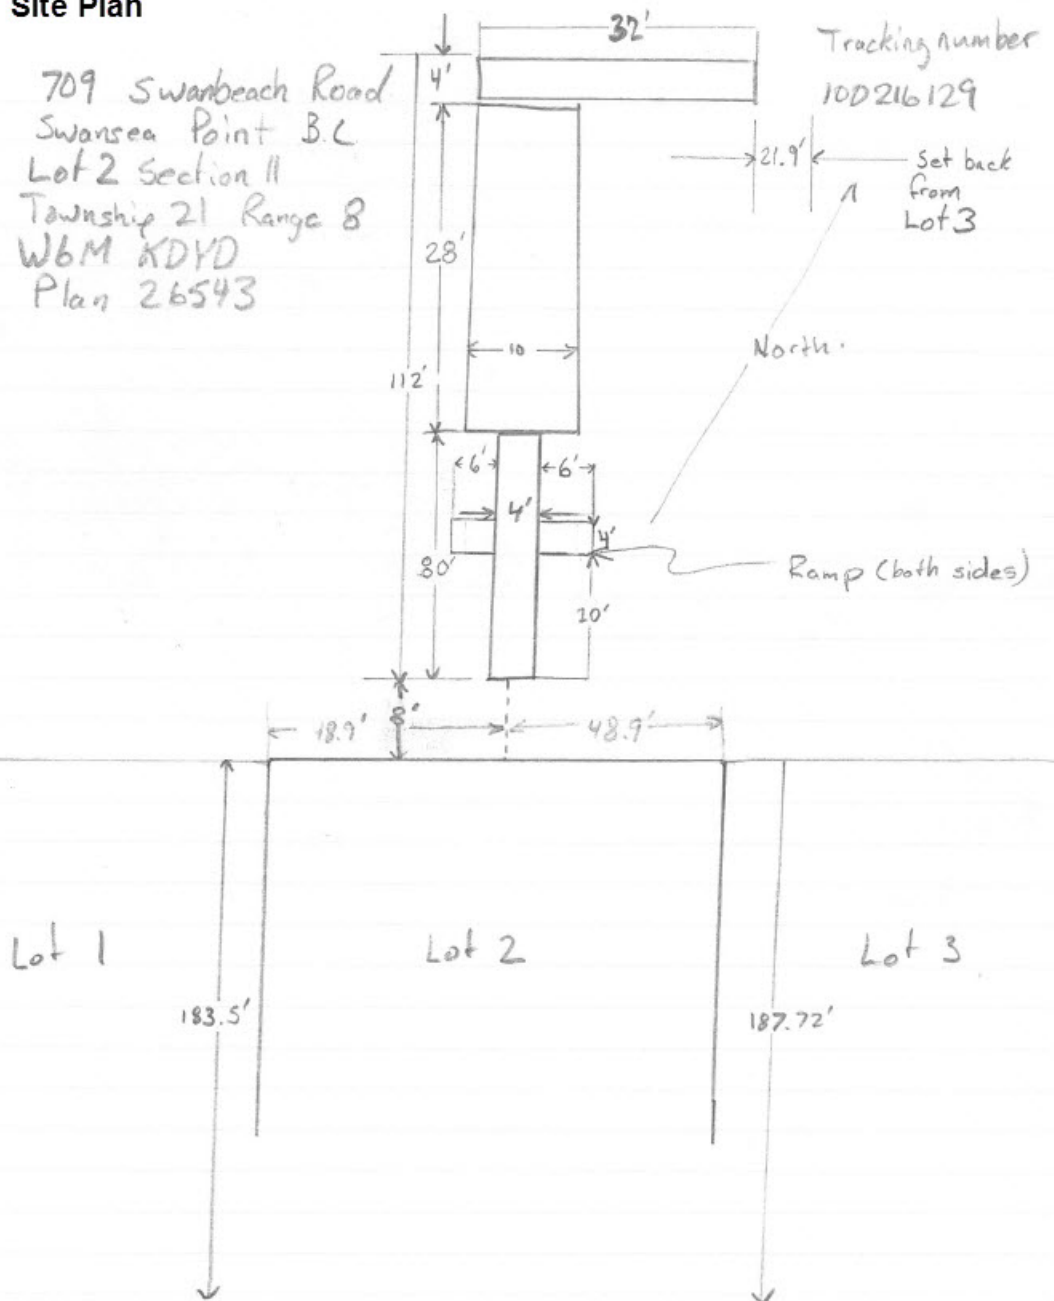 Site Plan
709 Swanbeach Road
Swansea Point B.C
Lot 2 Section 11
Township 21 Range 8
W6M KDYD
Plan 26543
Tracking number
100216129
32'
4'
21.9'
Set back
from
Lot 3
28'
10
North.
112'
6'
6'
4'
4'
80'
Ramp (both sides)
10'
8'
18.9'
48.9'
Lot 1
Lot 2
Lot 3
183.5'
187.72'